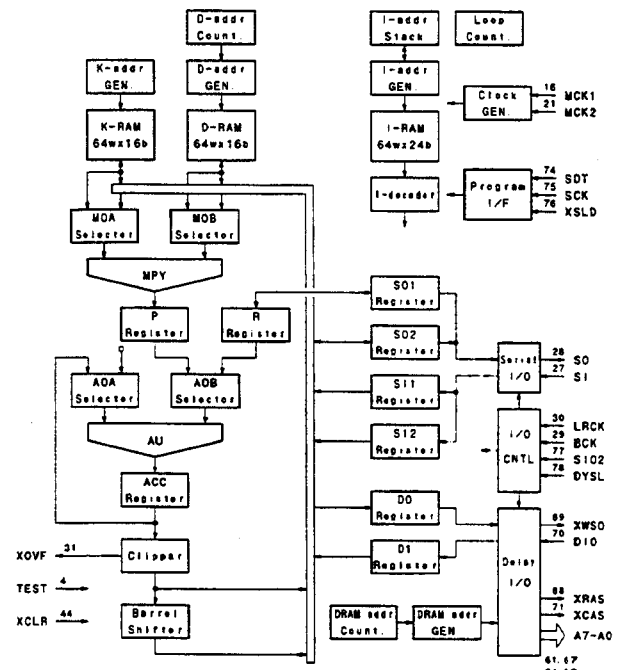 D-addr
Count.
I-addr
Stack
Loop
Count.
K-addr
GEN.
D-addr
GEN.
I-addr
GEN.
Clock
GEN.
16 MCK1
21 MCK2
K-RAM
64wx16b
D-RAM
64wx16b
I-RAM
64wx24b
I-decoder
Program
I/F
74 SDT
75 SCK
76 XSLD
MOA
Selector
MOB
Selector
MPY
P
Register
R
Register
SO1
Register
SO2
Register
Serial
I/O
28 SO
27 SI
AOA
Selector
AOB
Selector
SI1
Register
SI2
Register
AU
I/O
CNTL
30 LRCK
29 BCK
77 SIO2
78 DYSL
ACC
Register
DO
Register
69 XWSO
70 DIO
XOVF 31
Clipper
D1
Register
Delay
I/O
TEST 4
XCLR 44
Barrel
Shifter
DRAM addr
Count.
DRAM addr
GEN
68 XRAS
71 XCAS
A7-A0
61.67